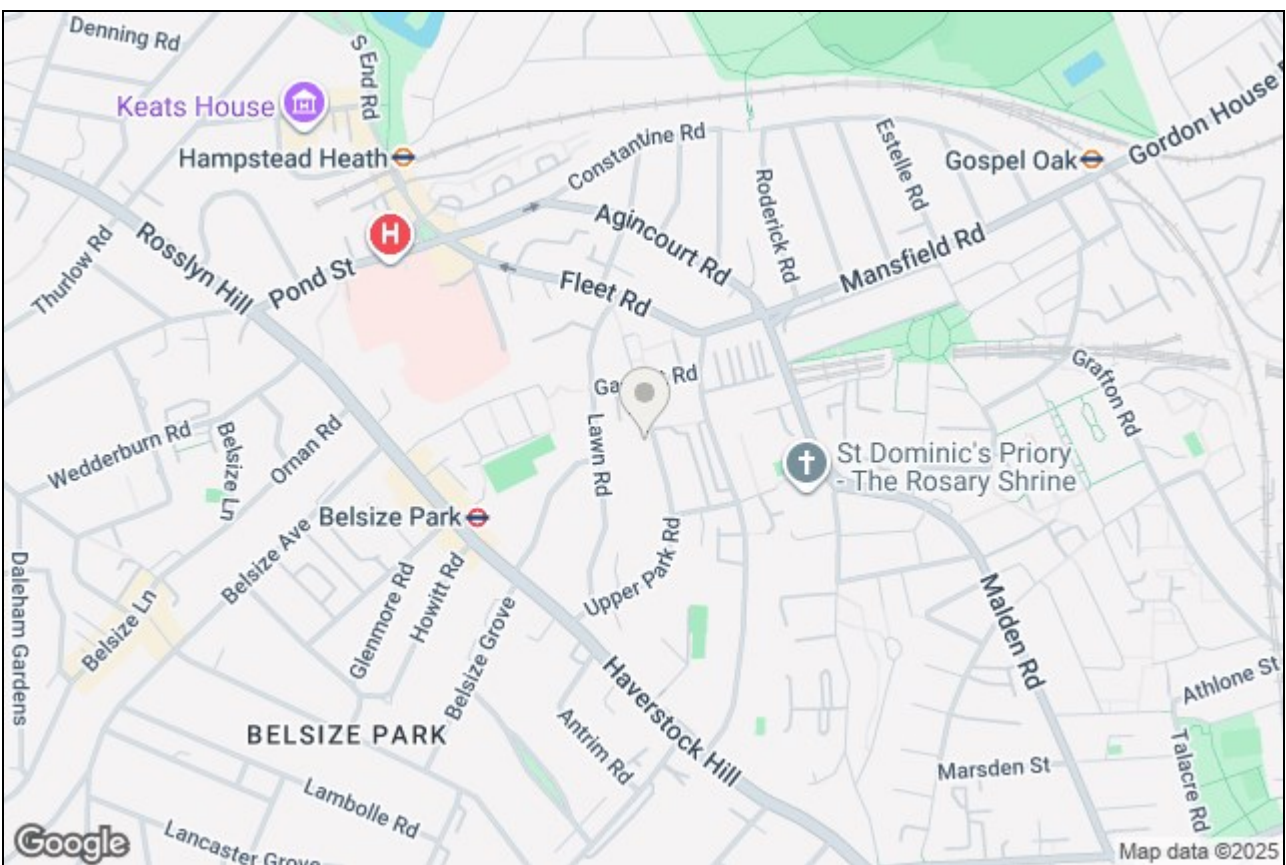 Denning Rd
S End Rd
Keats House
Hampstead Heath
Constantine Rd
Estelle Rd
Gospel Oak
Gordon House
Roderick Rd
Agincourt Rd
Mansfield Rd
Rosslyn Hill
Thurlow Rd
H
Pond St
Fleet Rd
Rd
Grafton Rd
Wedderburn Rd
Belsize Ln
Ornan Rd
Lawn Rd
St Dominic's Priory
- The Rosary Shrine
Belsize Park
Belsize Ave
Upper Park Rd
Daleham Gardens
Belsize Ln
Glenmore Rd
Howitt Rd
Belsize Grove
Malden Rd
Haverstock Hill
Athlone St
BELSIZE PARK
Antrim Rd
Talacre Rd
Marsden St
Lambolle Rd
Lancaster Grove
Google
Map data ©2025